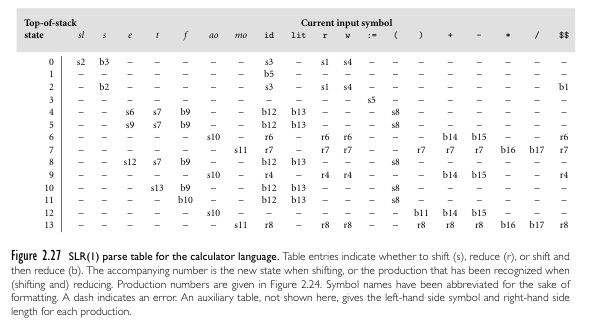 Top-of-stack Current input symbol
state sl s e t f ao mo id lit r w := ( ) + - * / $$
0 s2 b3 – – – – – s3 – s1 s4 – – – – – – – –
1 – – – – – – – b5 – – – – – – – – – – –
2 – b2 – – – – – s3 – s1 s4 – – – – – – – b1
3 – – – – – – – – – – – s5 – – – – – – –
4 – – s6 s7 b9 – – b12 b13 – – – s8 – – – – – –
5 – – s9 s7 b9 – – b12 b13 – – – s8 – – – – – –
6 – – – – – s10 – r6 – r6 r6 – – – b14 b15 – – r6
7 – – – – – – s11 r7 – r7 r7 – – r7 r7 r7 b16 b17 r7
8 – – s12 s7 b9 – – b12 b13 – – – s8 – – – – – –
9 – – – – – s10 – r4 – r4 r4 – – – b14 b15 – – r4
10 – – – s13 b9 – – b12 b13 – – – s8 – – – – – –
11 – – – – b10 – – b12 b13 – – – s8 – – – – – –
12 – – – – – s10 – – – – – – – b11 b14 b15 – – –
13 – – – – – – s11 r8 – r8 r8 – – r8 r8 r8 b16 b17 r8
Figure 2.27 SLR(1) parse table for the calculator language. Table entries indicate whether to shift (s), reduce (r), or shift and
then reduce (b). The accompanying number is the new state when shifting, or the production that has been recognized when
(shifting and) reducing. Production numbers are given in Figure 2.24. Symbol names have been abbreviated for the sake of
formatting. A dash indicates an error. An auxiliary table, not shown here, gives the left-hand side symbol and right-hand side
length for each production.